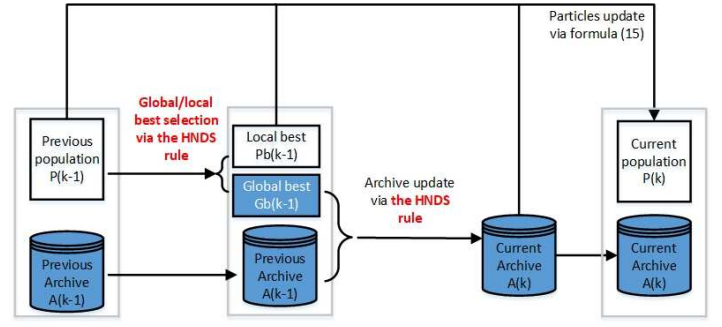 Particles update
via formula (15)
Global/local
best selection
via the HNDS
rule
Previous
population
P(k-1)
Local best
Pb(k-1)
Global best
Gb(k-1)
Current
population
P(k)
Archive update
via the HNDS
rule
Previous
Archive
A(k-1)
Previous
Archive
A(k-1)
Current
Archive
A(k)
Current
Archive
A(k)